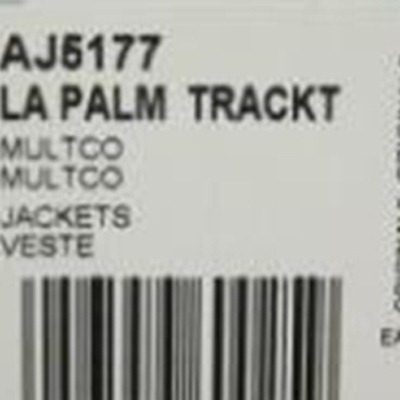 AJ5177
LA PALM TRACKT
MULTCO
MULTCO
JACKETS
VESTE